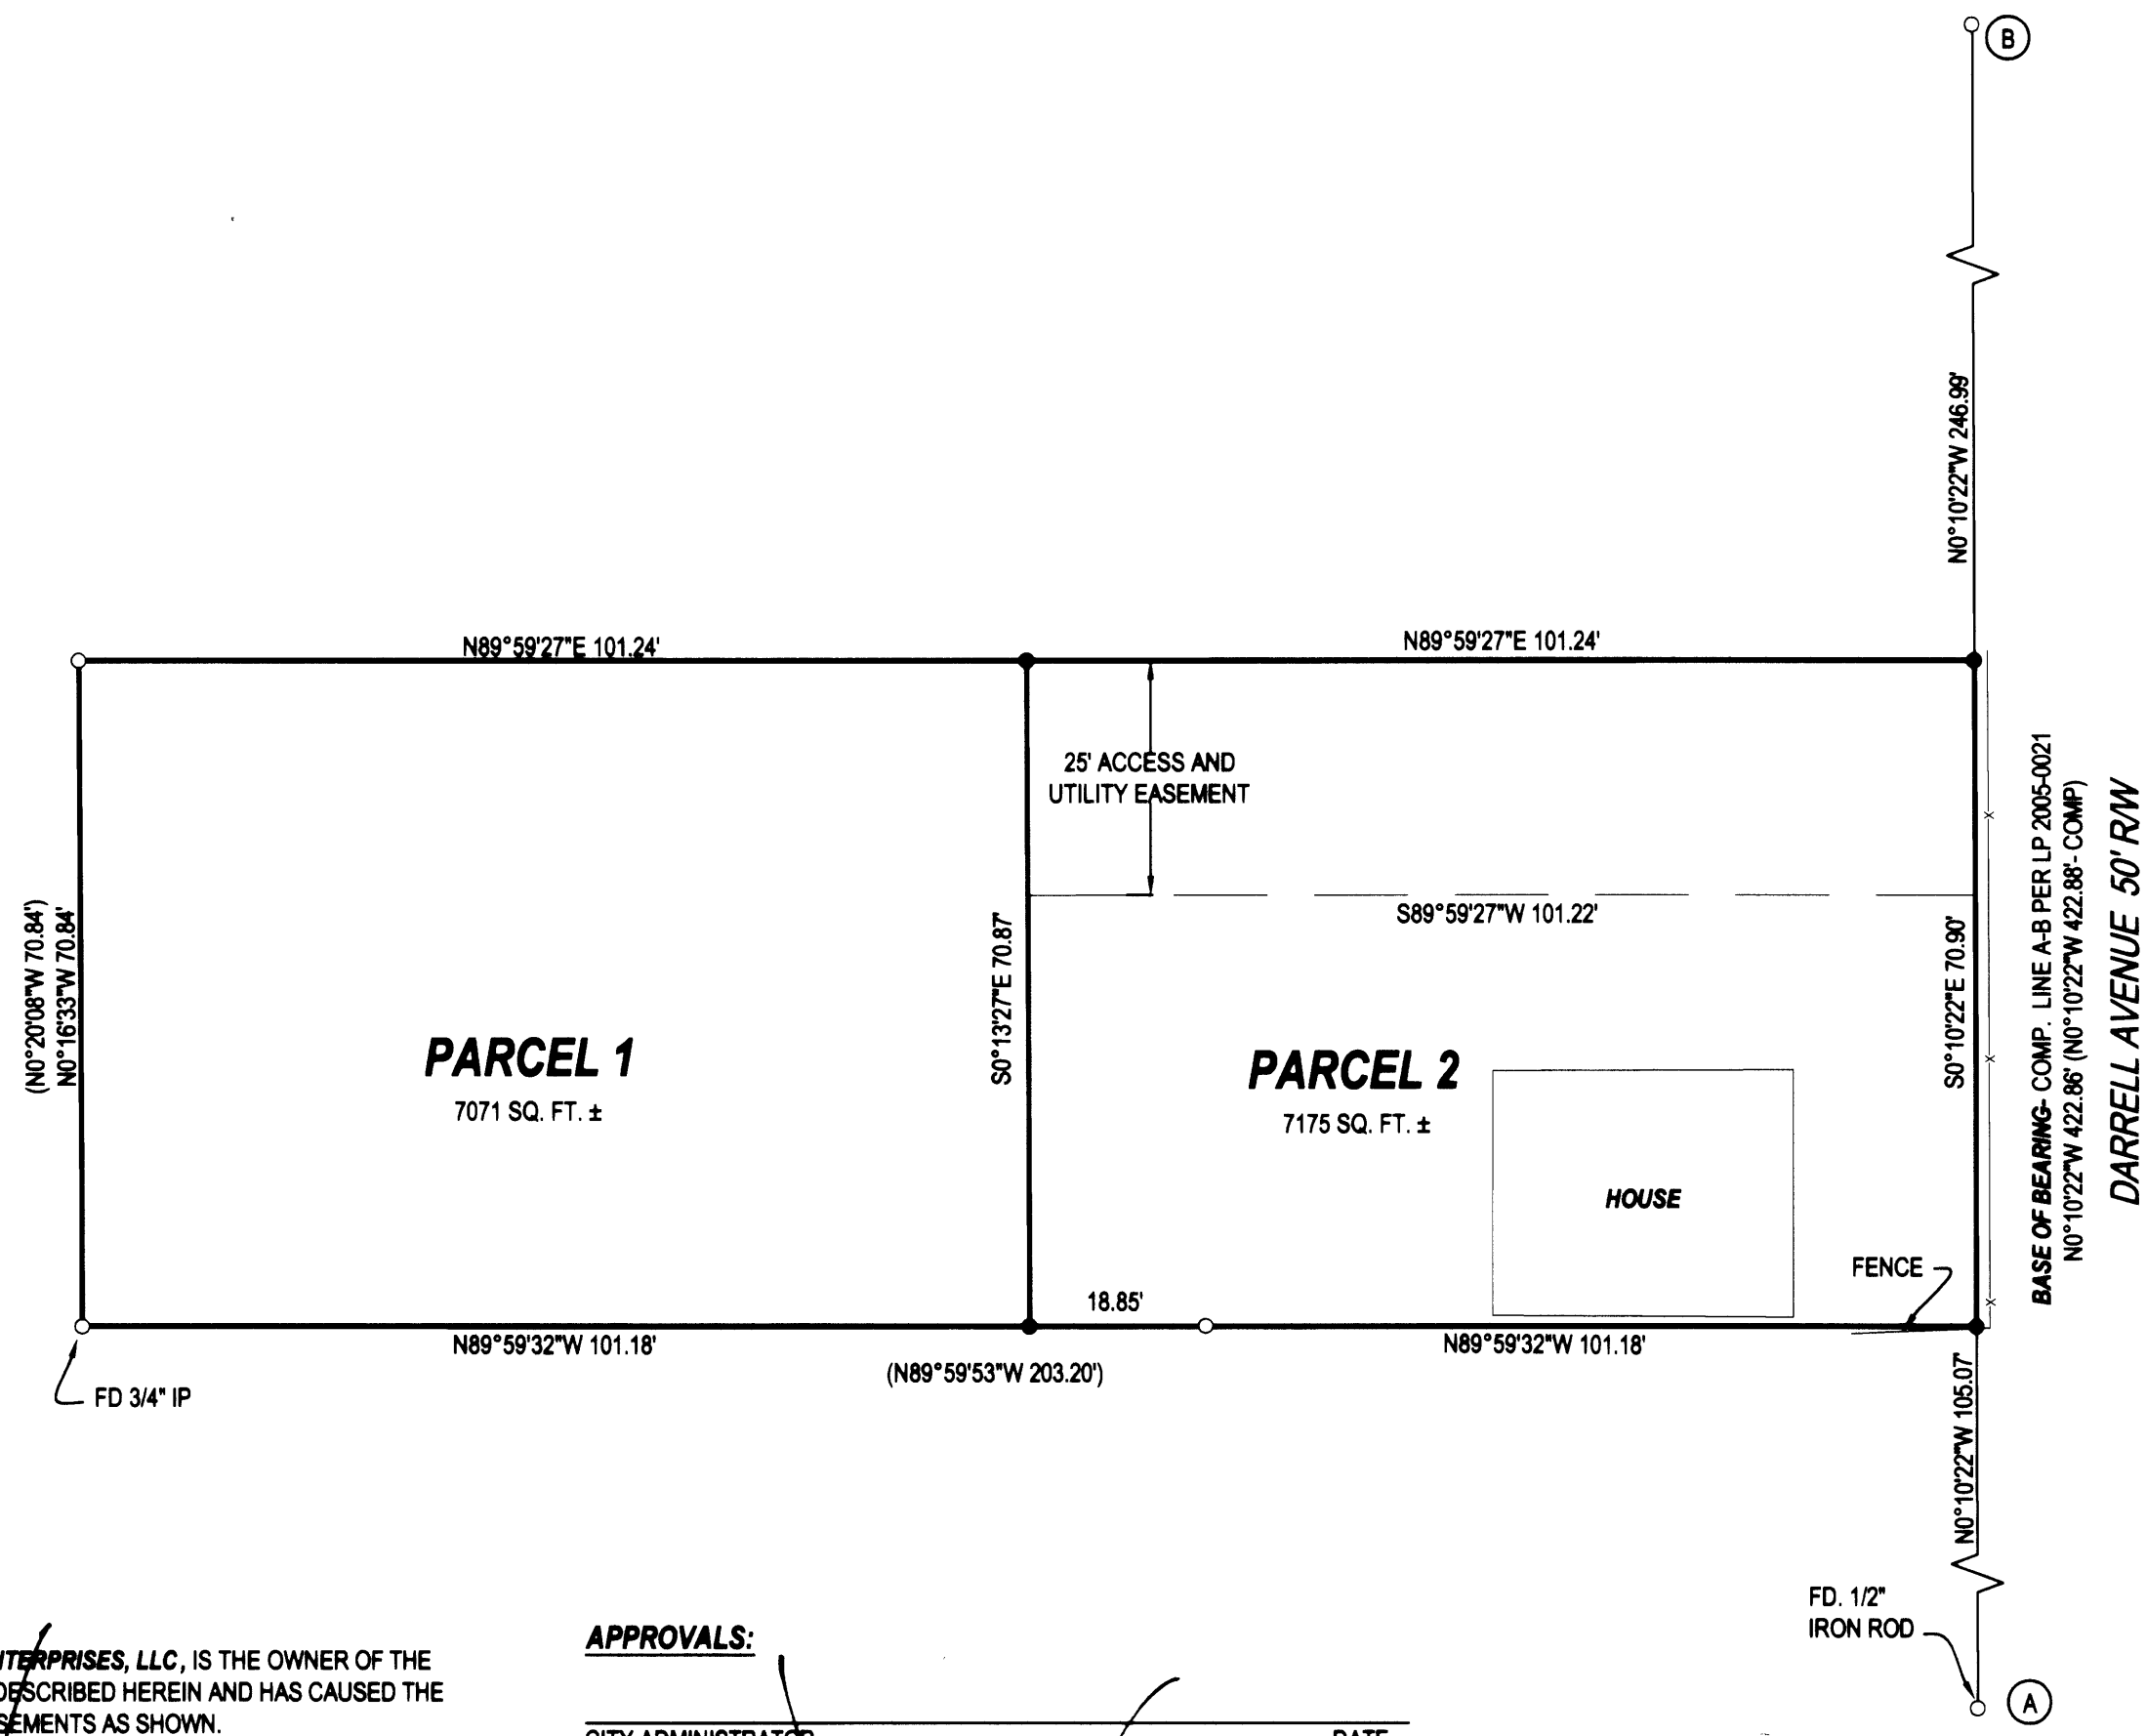 B
N0°10'22"W 246.99'
N89°59'27"E 101.24'
N89°59'27"E 101.24'
25' ACCESS AND
UTILITY EASEMENT
S89°59'27"W 101.22'
(N0°20'08"W 70.84')
N0°16'33"W 70.84'
S0°13'27"E 70.87'
S0°10'22"E 70.90'
BASE OF BEARING- COMP. LINE A-B PER LP 2005-0021
N0°10'22"W 422.86' (N0°10'22"W 422.88'- COMP)
DARRELL AVENUE 50' R/W
PARCEL 1
7071 SQ. FT. ±
PARCEL 2
7175 SQ. FT. ±
HOUSE
FENCE
18.85'
N89°59'32"W 101.18'
N89°59'32"W 101.18'
(N89°59'53"W 203.20')
FD 3/4" IP
N0°10'22"W 105.07'
FD. 1/2"
IRON ROD
A
ITERPRISES, LLC, IS THE OWNER OF THE
DESCRIBED HEREIN AND HAS CAUSED THE
SEMENTS AS SHOWN.
APPROVALS:
CITY ADMINISTRATOR DATE